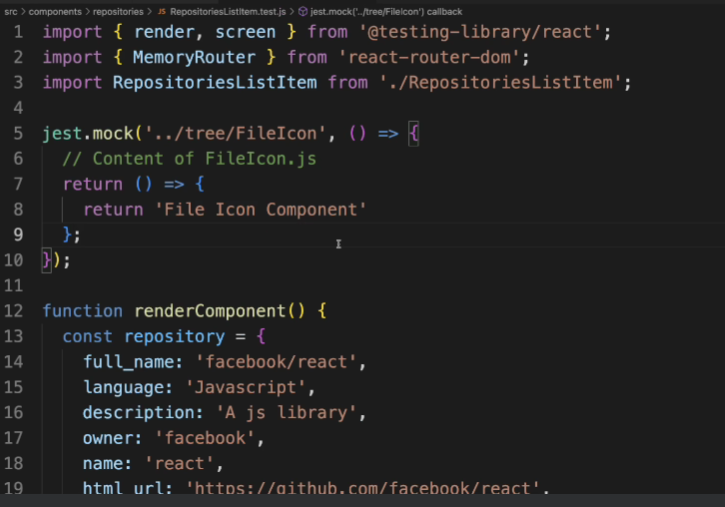 src > components > repositories > JS RepositoriesListItem.test.js > jest.mock('../tree/FileIcon') callback
1 import { render, screen } from '@testing-library/react';
2 import { MemoryRouter } from 'react-router-dom';
3 import RepositoriesListItem from './RepositoriesListItem';
4
5 jest.mock('../tree/FileIcon', () => {
6 // Content of FileIcon.js
7 return () => {
8 return 'File Icon Component'
9 };
10 });
11
12 function renderComponent() {
13 const repository = {
14 full_name: 'facebook/react',
15 language: 'Javascript',
16 description: 'A js library',
17 owner: 'facebook',
18 name: 'react',
19 html_url: 'https://github.com/facebook/react',